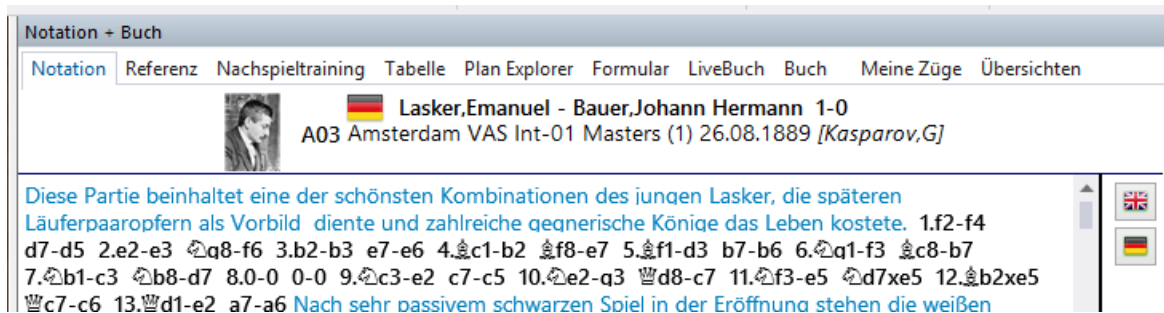 Notation + Buch
Notation Referenz Nachspieltraining Tabelle Plan Explorer Formular LiveBuch Buch Meine Züge Übersichten
Lasker,Emanuel - Bauer,Johann Hermann 1-0
A03 Amsterdam VAS Int-01 Masters (1) 26.08.1889 [Kasparov,G]
Diese Partie beinhaltet eine der schönsten Kombinationen des jungen Lasker, die späteren
Läuferpaaropfern als Vorbild diente und zahlreiche gegnerische Könige das Leben kostete. 1.f2-f4
d7-d5 2.e2-e3 ♘g8-f6 3.b2-b3 e7-e6 4.♗c1-b2 ♗f8-e7 5.♗f1-d3 b7-b6 6.♘g1-f3 ♗c8-b7
7.♘b1-c3 ♘b8-d7 8.0-0 0-0 9.♘c3-e2 c7-c5 10.♘e2-g3 ♕d8-c7 11.♘f3-e5 ♘d7xe5 12.♗b2xe5
♕c7-c6 13.♕d1-e2 a7-a6 Nach sehr passivem schwarzen Spiel in der Eröffnung stehen die weißen